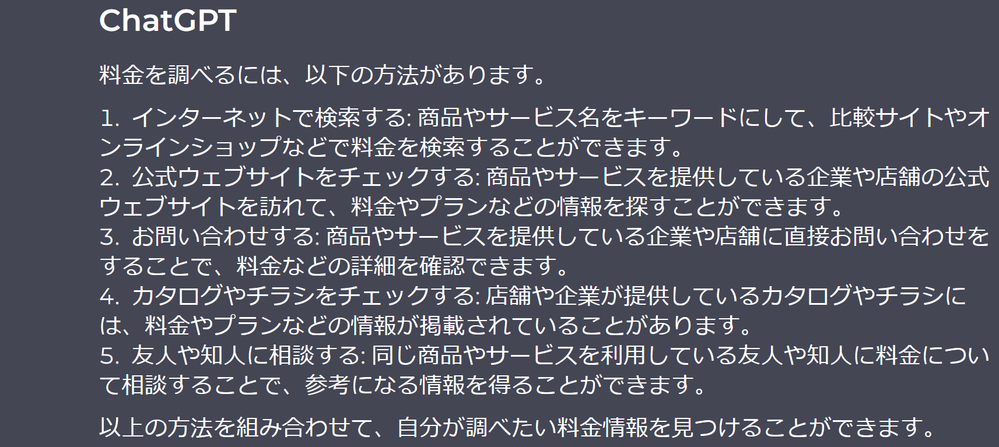 ChatGPT
料金を調べるには、以下の方法があります。
1. インターネットで検索する: 商品やサービス名をキーワードにして、比較サイトやオ
ンラインショップなどで料金を検索することができます。
2. 公式ウェブサイトをチェックする: 商品やサービスを提供している企業や店舗の公式
ウェブサイトを訪れて、料金やプランなどの情報を探すことができます。
3. お問い合わせする: 商品やサービスを提供している企業や店舗に直接お問い合わせを
することで、料金などの詳細を確認できます。
4. カタログやチラシをチェックする: 店舗や企業が提供しているカタログやチラシに
は、料金やプランなどの情報が掲載されていることがあります。
5. 友人や知人に相談する: 同じ商品やサービスを利用している友人や知人に料金につい
て相談することで、参考になる情報を得ることができます。
以上の方法を組み合わせて、自分が調べたい料金情報を見つけることができます。